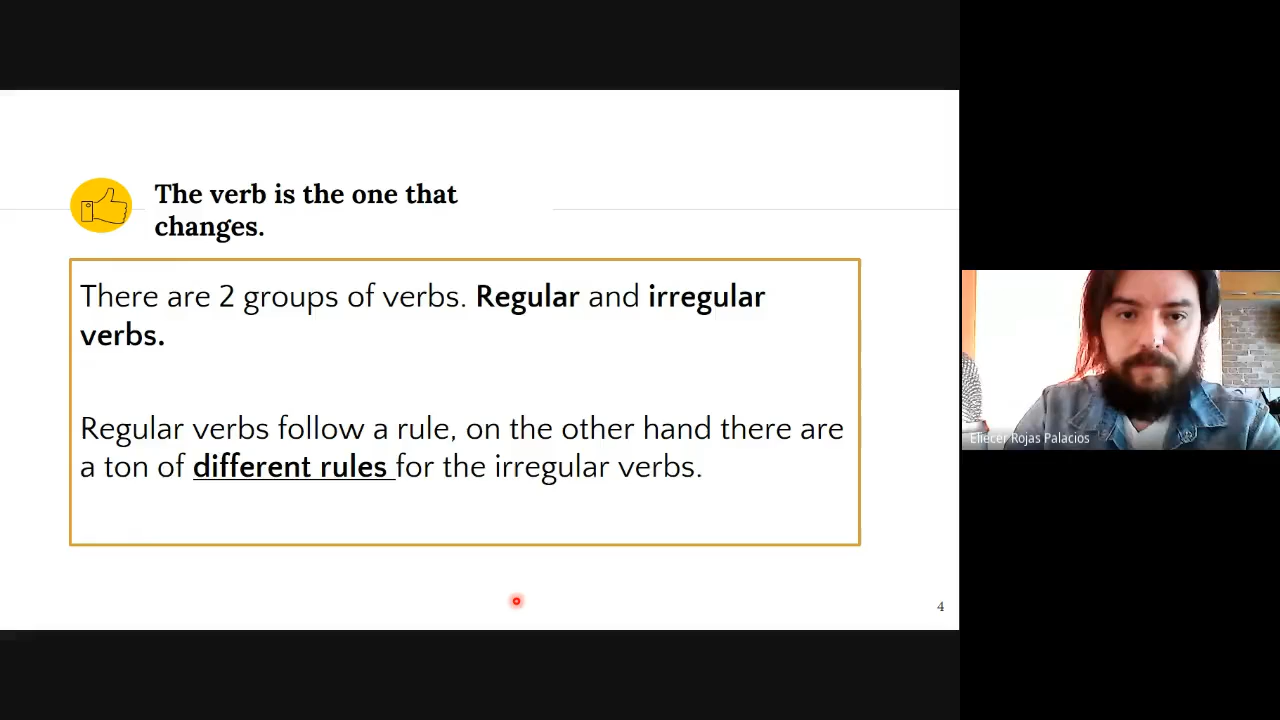 The verb is the one that
changes.
There are 2 groups of verbs. Regular and irregular
verbs.
Regular verbs follow a rule, on the other hand there are
a ton of different rules for the irregular verbs.
4
Eliecer Rojas Palacios